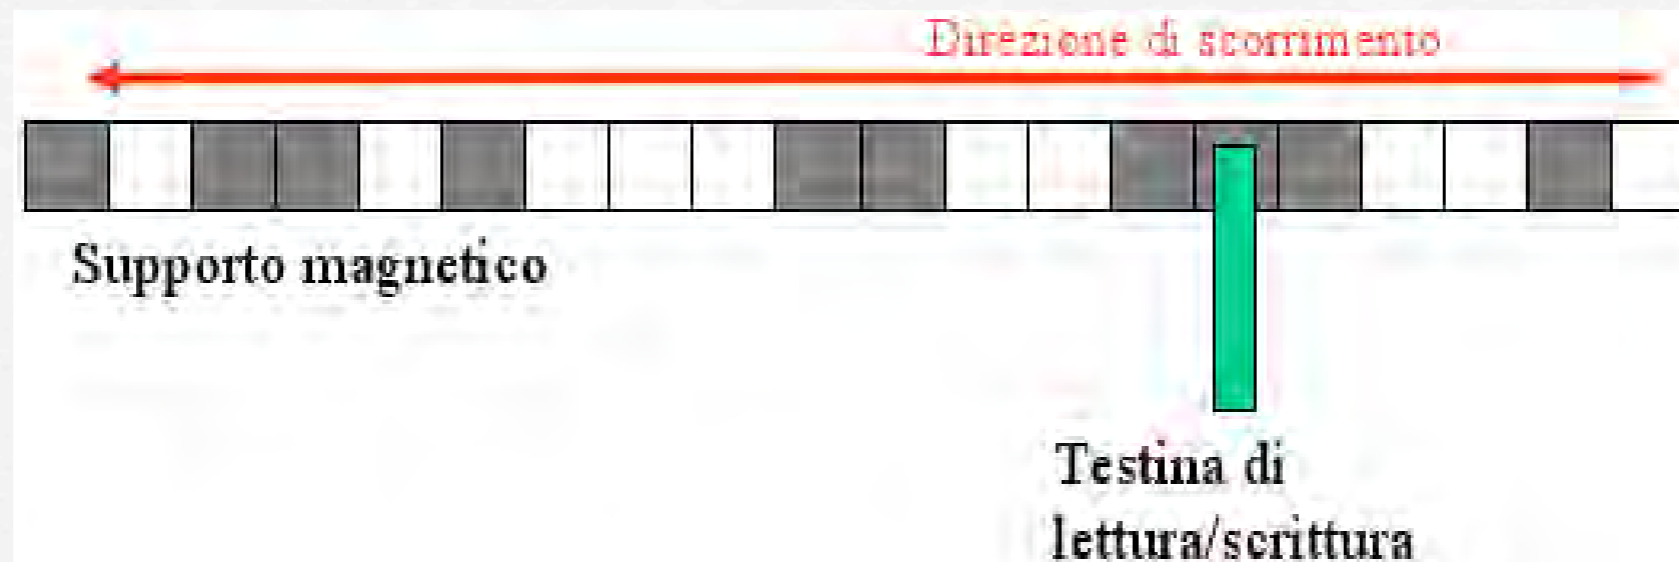 Direzione di scorrimento
Supporto magnetico
Testina di
lettura/scrittura